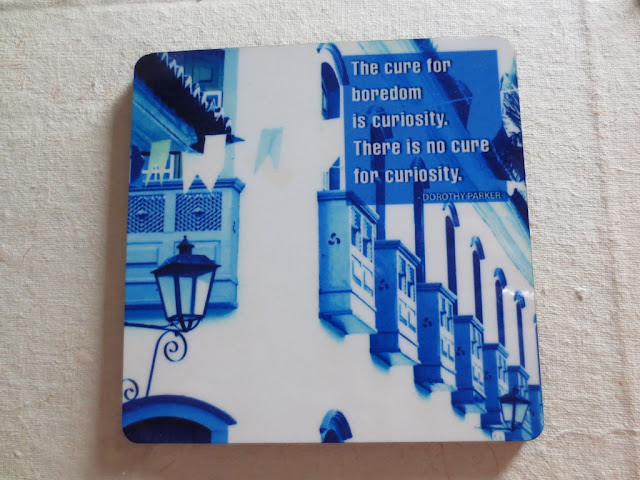 The cure for
boredom
is curiosity.
There is no cure
for curiosity.
- DOROTHY PARKER